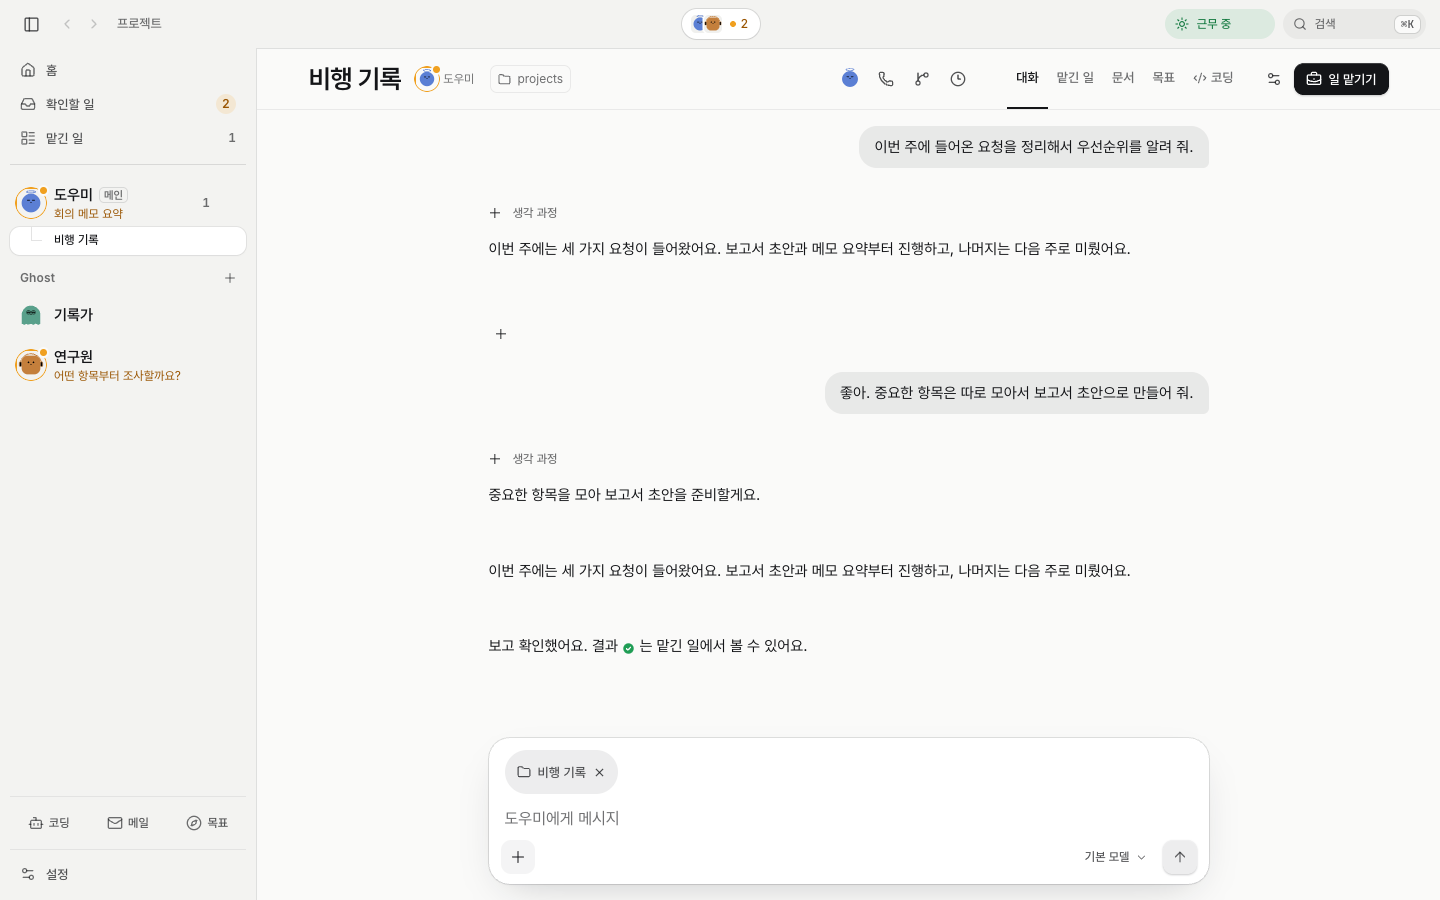 프로젝트
2
근무 중
검색
⌘K
홈
확인할 일
2
맡긴 일
1
도우미
메인
회의 메모 요약
1
비행 기록
Ghost
기록가
연구원
어떤 항목부터 조사할까요?
코딩
메일
목표
설정
비행 기록
도우미
projects
대화
맡긴 일
문서
목표
코딩
일 맡기기
이번 주에 들어온 요청을 정리해서 우선순위를 알려 줘.
생각 과정
이번 주에는 세 가지 요청이 들어왔어요. 보고서 초안과 메모 요약부터 진행하고, 나머지는 다음 주로 미뤘어요.
좋아. 중요한 항목은 따로 모아서 보고서 초안으로 만들어 줘.
생각 과정
중요한 항목을 모아 보고서 초안을 준비할게요.
이번 주에는 세 가지 요청이 들어왔어요. 보고서 초안과 메모 요약부터 진행하고, 나머지는 다음 주로 미뤘어요.
보고 확인했어요. 결과 는 맡긴 일에서 볼 수 있어요.
비행 기록
도우미에게 메시지
기본 모델